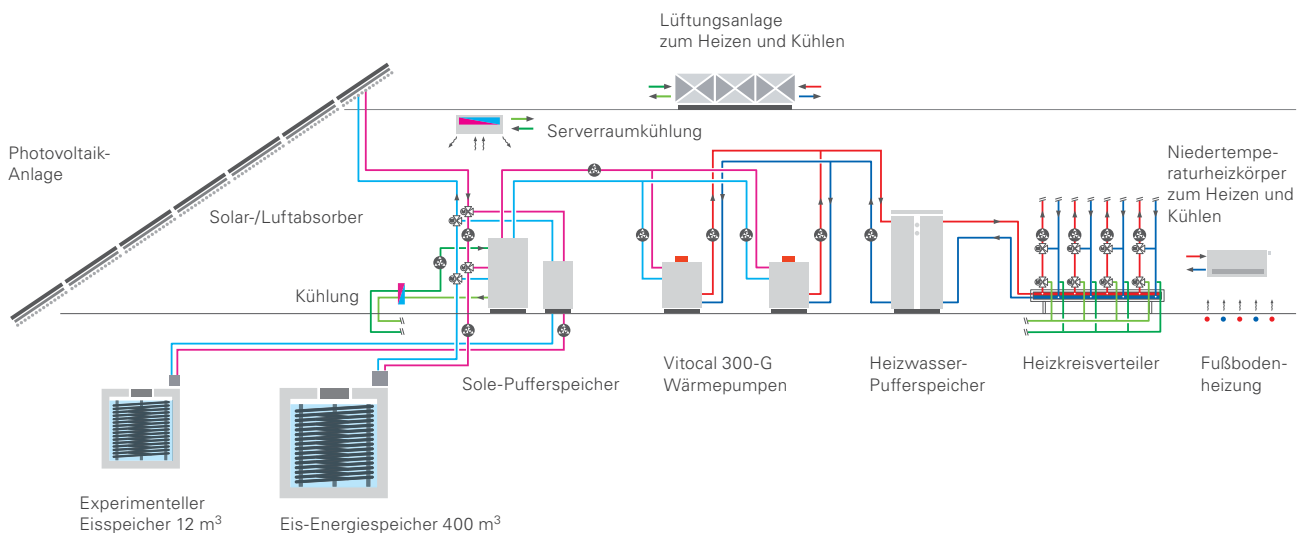 Lüftungsanlage
zum Heizen und Kühlen
Serverraumkühlung
Photovoltaik-
Anlage
Solar-/Luftabsorber
Niedertempe-
raturheizkörper
zum Heizen und
Kühlen
Kühlung
Sole-Pufferspeicher
Vitocal 300-G
Wärmepumpen
Heizwasser-
Pufferspeicher
Heizkreisverteiler
Fußboden-
heizung
Experimenteller
Eisspeicher 12 m³
Eis-Energiespeicher 400 m³